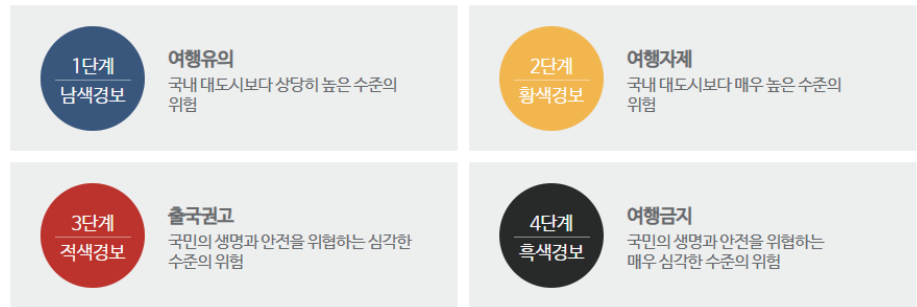 1단계
남색경보
여행유의
국내 대도시보다 상당히 높은 수준의
위험
2단계
황색경보
여행자제
국내 대도시보다 매우 높은 수준의
위험
3단계
적색경보
출국권고
국민의 생명과 안전을 위협하는 심각한
수준의 위험
4단계
흑색경보
여행금지
국민의 생명과 안전을 위협하는
매우 심각한 수준의 위험